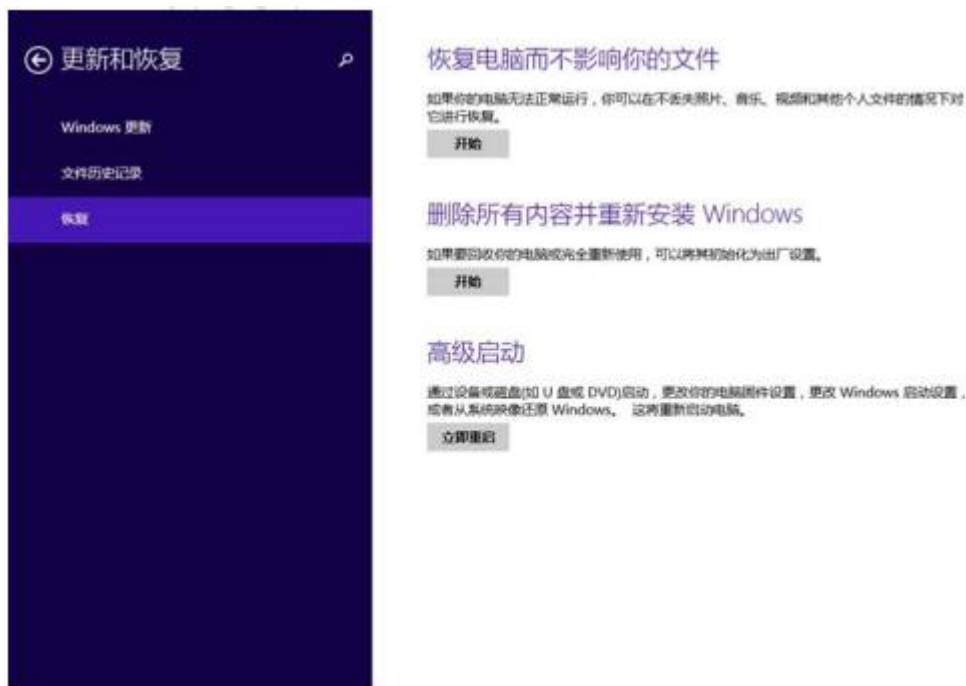 更新和恢复
Windows 更新
文件历史记录
恢复
恢复电脑而不影响你的文件
如果你的电脑无法正常运行，你可以在不丢失照片、音乐、视频和其他个人文件的情况下对
它进行恢复。
开始
删除所有内容并重新安装 Windows
如果要回收你的电脑或完全重新使用，可以将其初始化为出厂设置。
开始
高级启动
通过设备或磁盘(如 U 盘或 DVD)启动，更改你的电脑固件设置，更改 Windows 启动设置，
或者从系统映像还原 Windows。 这将重新启动电脑。
立即重启